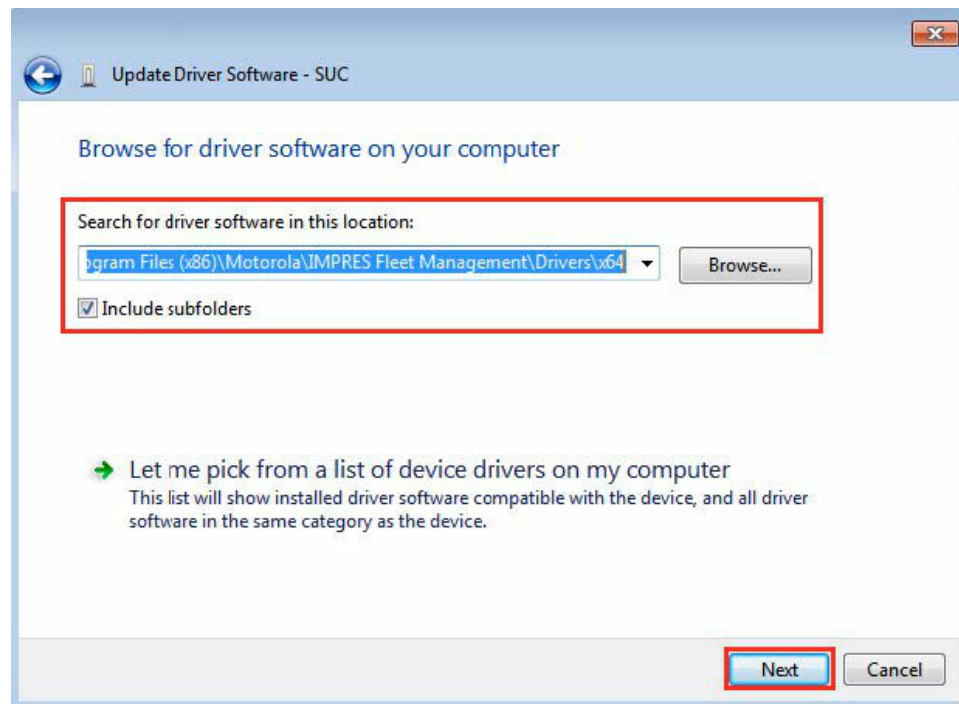 Update Driver Software - SUC
Browse for driver software on your computer
Search for driver software in this location:
ogram Files (x86)\Motorola\IMPRES Fleet Management\Drivers\x64
Browse...
Include subfolders
Let me pick from a list of device drivers on my computer
This list will show installed driver software compatible with the device, and all driver
software in the same category as the device.
Next
Cancel